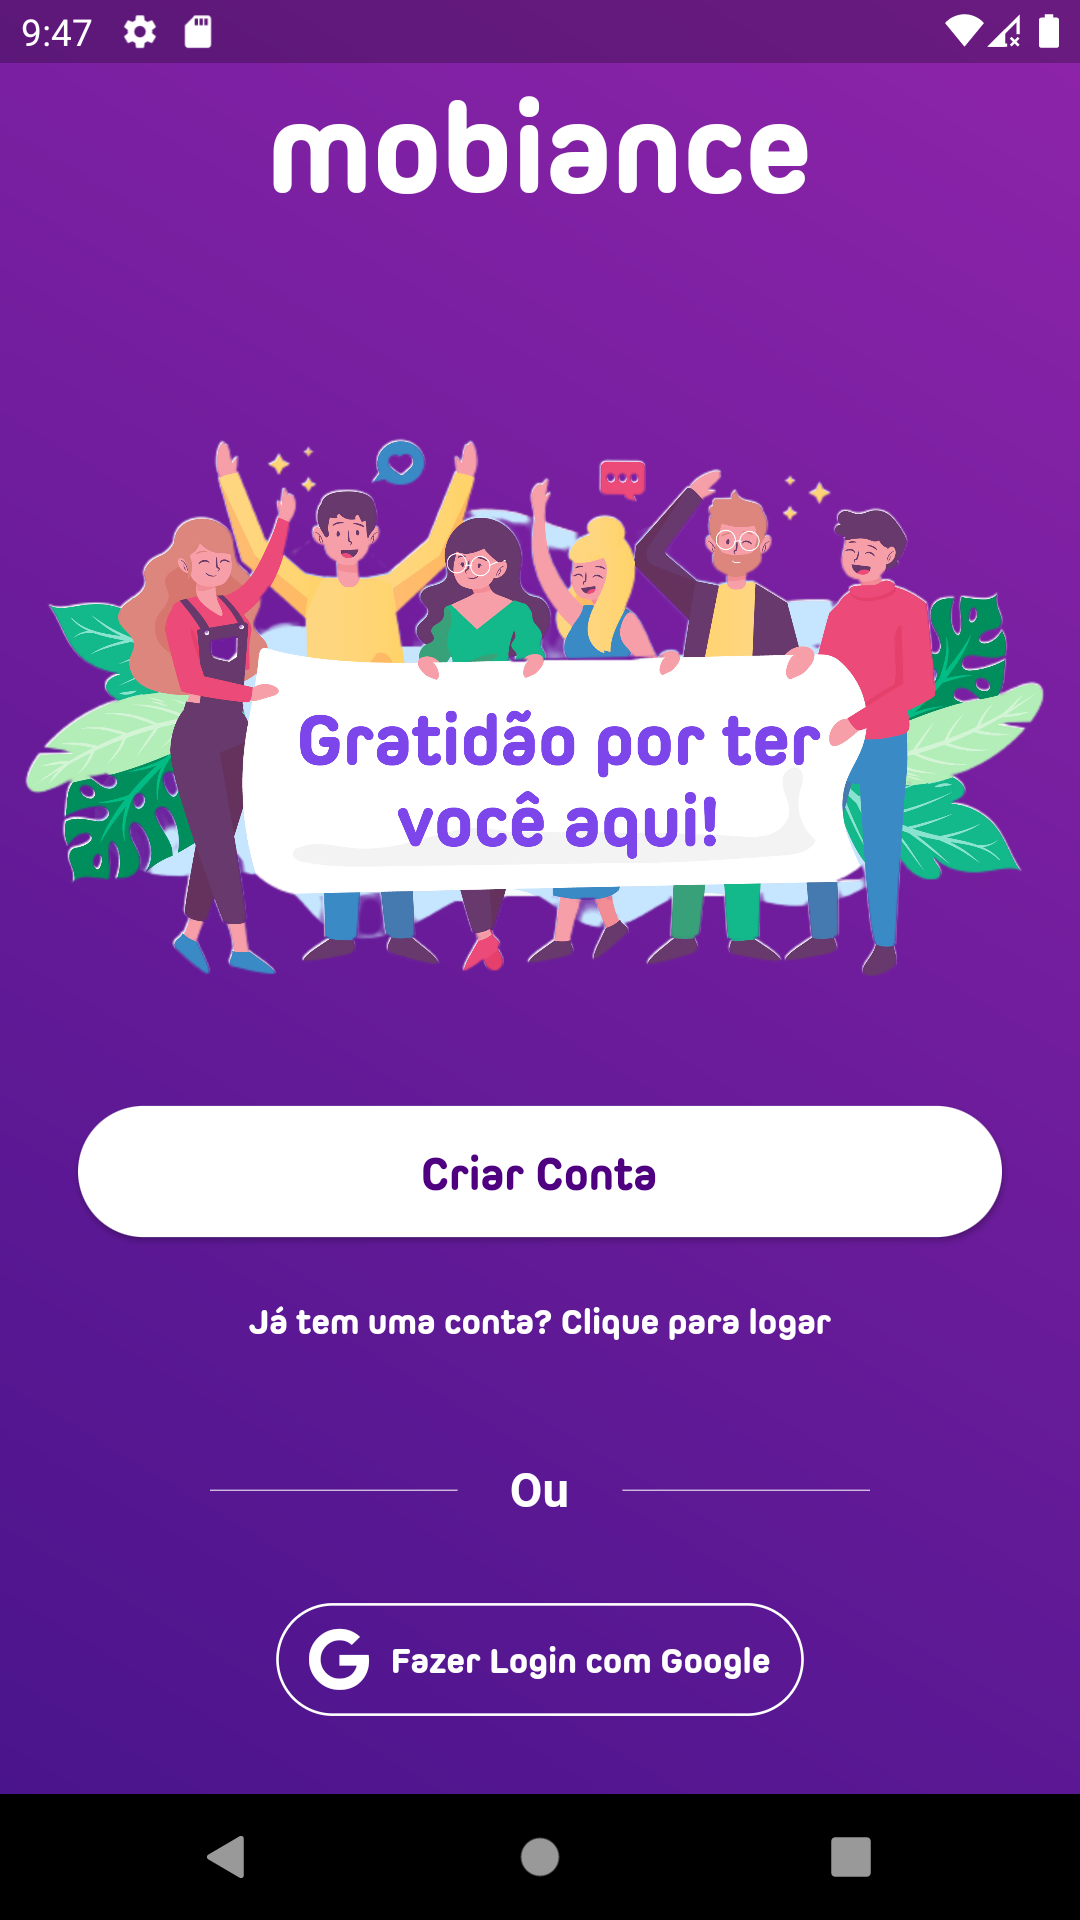 9:47
mobiance
Gratidão por ter
você aqui!
Criar Conta
Já tem uma conta? Clique para logar
Ou
Fazer Login com Google